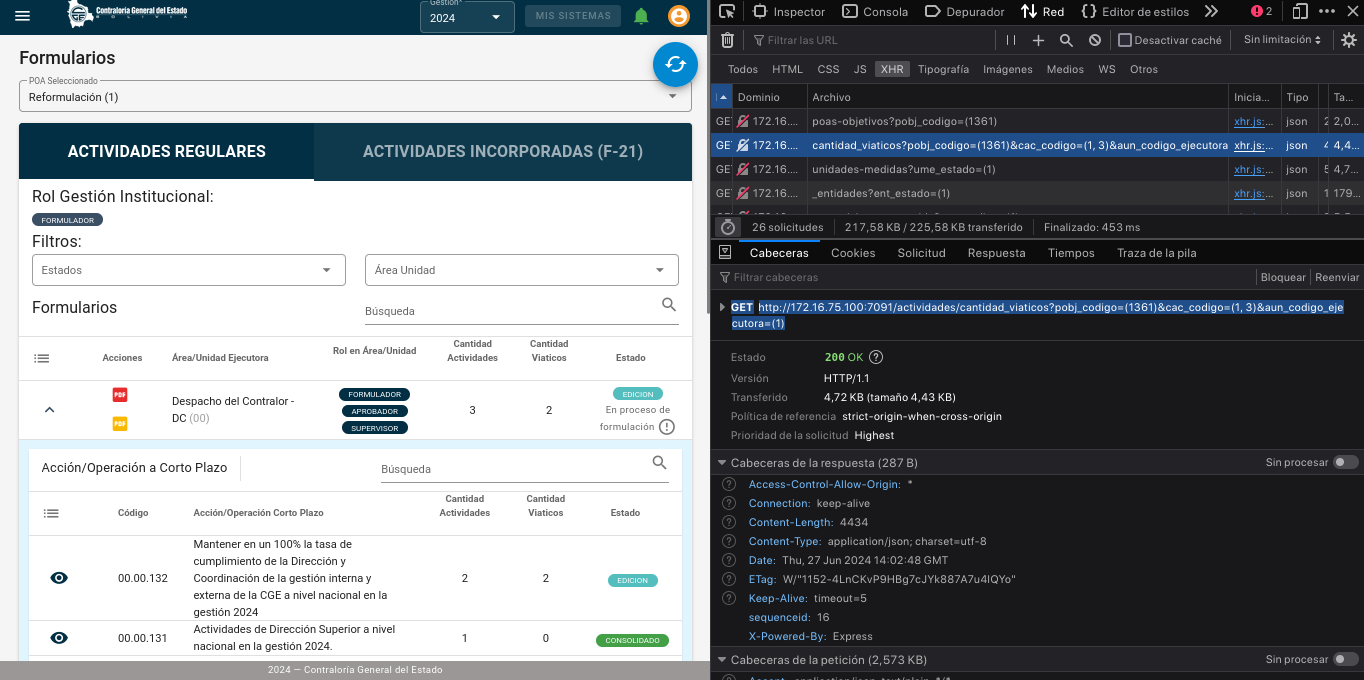 Contraloría General del Estado
BOLIVIA
Gestión*
2024
MIS SISTEMAS
Formularios
POA Seleccionado
Reformulación (1)
ACTIVIDADES REGULARES
ACTIVIDADES INCORPORADAS (F-21)
Rol Gestión Institucional:
FORMULADOR
Filtros:
Estados
Área Unidad
Formularios
Búsqueda
Acciones
Área/Unidad Ejecutora
Rol en Área/Unidad
Cantidad
Actividades
Cantidad
Viaticos
Estado
PDF
PDF
Despacho del Contralor -
DC (00)
FORMULADOR
APROBADOR
SUPERVISOR
3
2
EDICION
En proceso de
formulación
Acción/Operación a Corto Plazo
Búsqueda
Código
Acción/Operación Corto Plazo
Cantidad
Actividades
Cantidad
Viaticos
Estado
00.00.132
Mantener en un 100% la tasa de
cumplimiento de la Dirección y
Coordinación de la gestión interna y
externa de la CGE a nivel nacional en la
gestión 2024
2
2
EDICION
00.00.131
Actividades de Dirección Superior a nivel
nacional en la gestión 2024.
1
0
CONSOLIDADO
2024 — Contraloría General del Estado
Inspector
Consola
Depurador
Red
Editor de estilos
2
Filtrar las URL
Desactivar caché
Sin limitación
Todos
HTML
CSS
JS
XHR
Tipografía
Imágenes
Medios
WS
Otros
Dominio
Archivo
Inicia...
Tipo
Ta...
GE 172.16.... poas-objetivos?pobj_codigo=(1361) xhr.js:... json 2 2,0...
GE 172.16.... cantidad_viaticos?pobj_codigo=(1361)&cac_codigo=(1, 3)&aun_codigo_ejecutora xhr.js:... json 4 4,4...
GE 172.16.... unidades-medidas?ume_estado=(1) xhr.js:... json 5 4,7...
GE 172.16.... _entidades?ent_estado=(1) xhr.js:... json 1 179...
26 solicitudes
217,58 KB / 225,58 KB transferido
Finalizado: 453 ms
Cabeceras
Cookies
Solicitud
Respuesta
Tiempos
Traza de la pila
Filtrar cabeceras
Bloquear
Reenviar
GET http://172.16.75.100:7091/actividades/cantidad_viaticos?pobj_codigo=(1361)&cac_codigo=(1, 3)&aun_codigo_eje
cutora=(1)
Estado 200 OK
Versión HTTP/1.1
Transferido 4,72 KB (tamaño 4,43 KB)
Política de referencia strict-origin-when-cross-origin
Prioridad de la solicitud Highest
Cabeceras de la respuesta (287 B)
Sin procesar
Access-Control-Allow-Origin: *
Connection: keep-alive
Content-Length: 4434
Content-Type: application/json; charset=utf-8
Date: Thu, 27 Jun 2024 14:02:48 GMT
ETag: W/"1152-4LnCKvP9HBg7cJYk887A7u4IQYo"
Keep-Alive: timeout=5
sequenceid: 16
X-Powered-By: Express
Cabeceras de la petición (2,573 KB)
Sin procesar